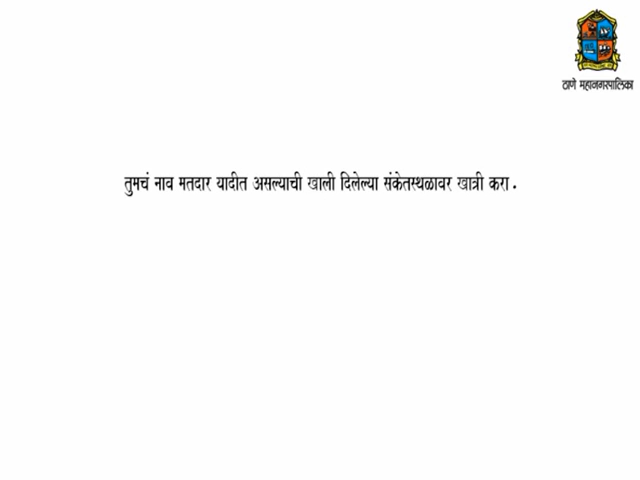 ठाणे महानगरपालिका
तुमचं नाव मतदार यादीत असल्याची खाली दिलेल्या संकेतस्थळावर खात्री करा.